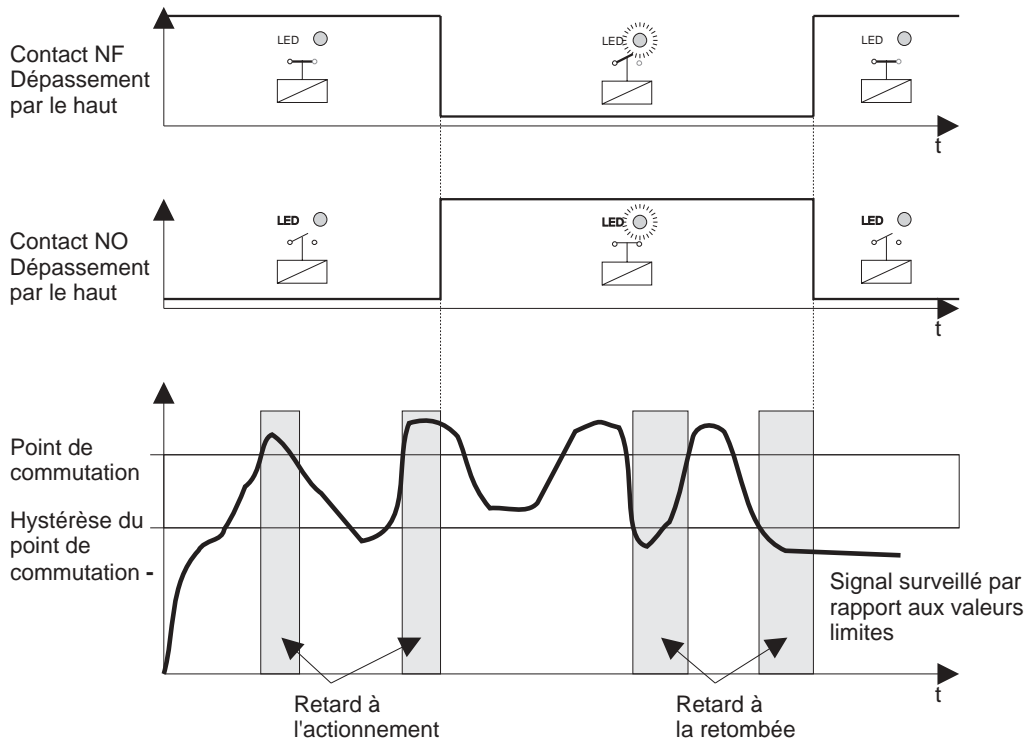 LED
LED
LED
Contact NF
Dépassement
par le haut
t
LED
LED
LED
Contact NO
Dépassement
par le haut
t
Point de
commutation
Hystérèse du
point de
commutation -
Signal surveillé par
rapport aux valeurs
limites
t
Retard à
l'actionnement
Retard à
la retombée